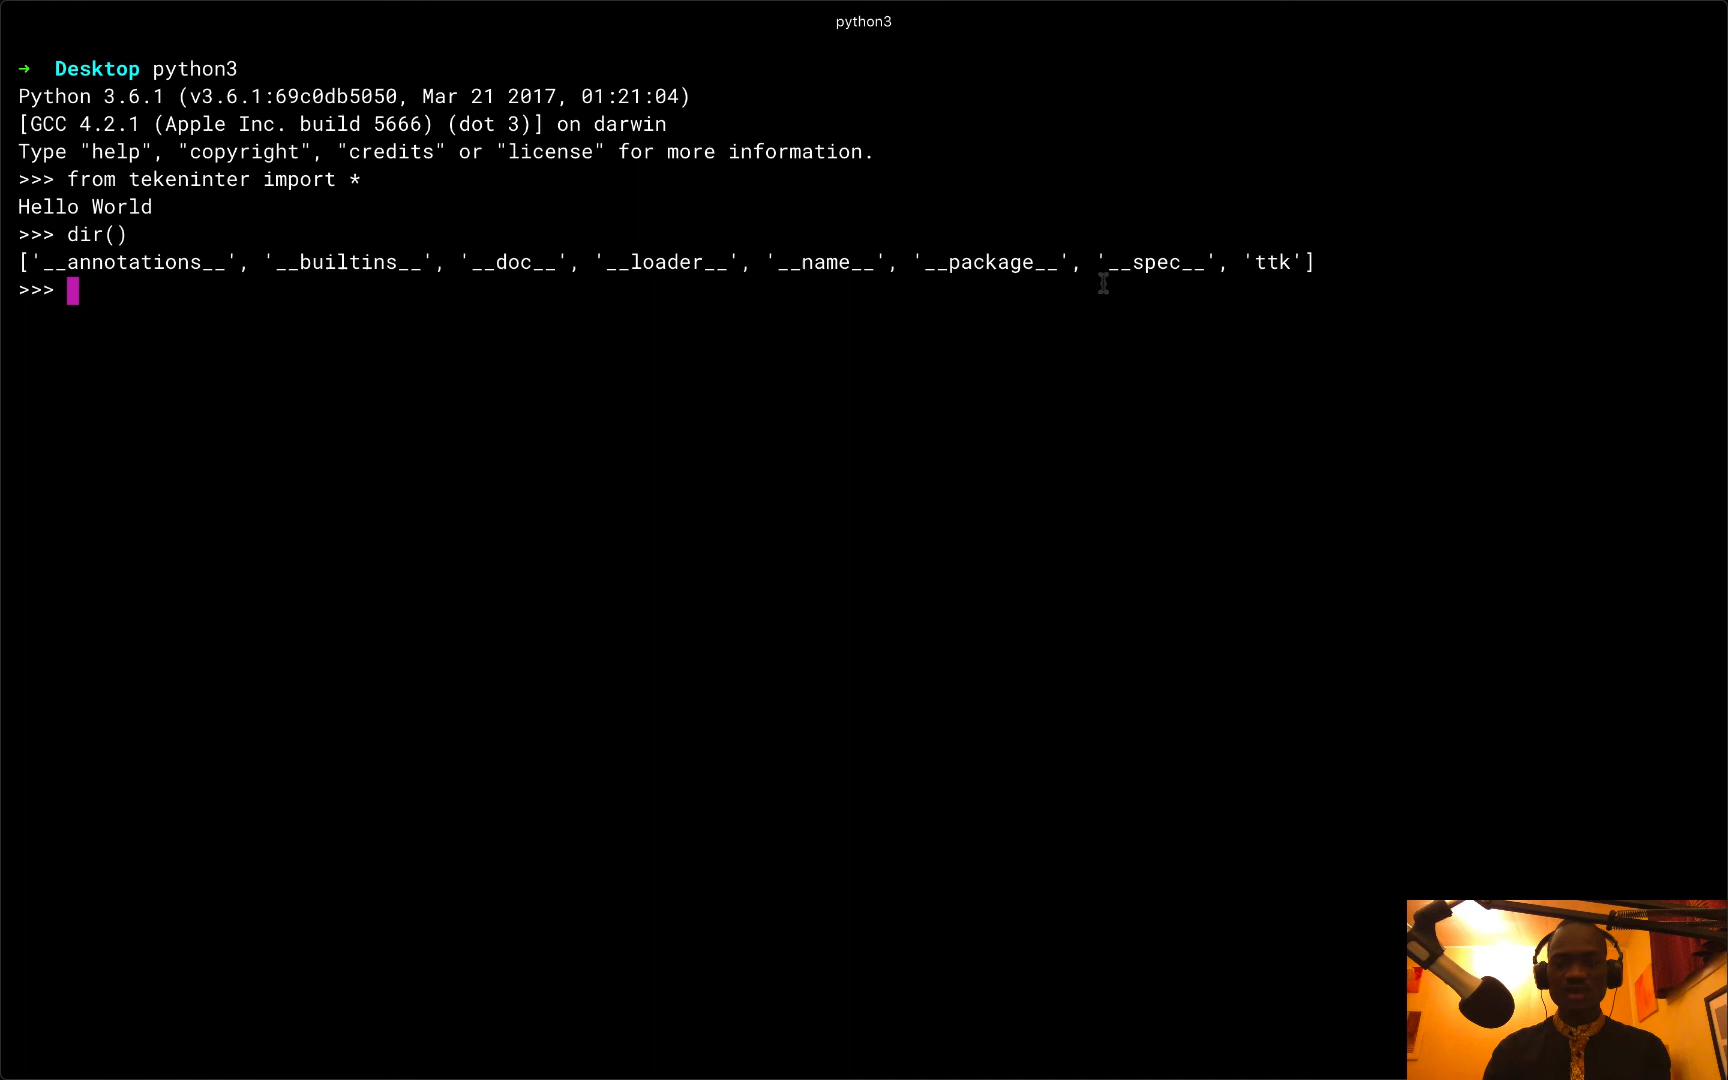 python3
→ Desktop python3
Python 3.6.1 (v3.6.1:69c0db5050, Mar 21 2017, 01:21:04)
[GCC 4.2.1 (Apple Inc. build 5666) (dot 3)] on darwin
Type "help", "copyright", "credits" or "license" for more information.
>>> from tekeninter import *
Hello World
>>> dir()
['__annotations__', '__builtins__', '__doc__', '__loader__', '__name__', '__package__', '__spec__', 'ttk']
>>>